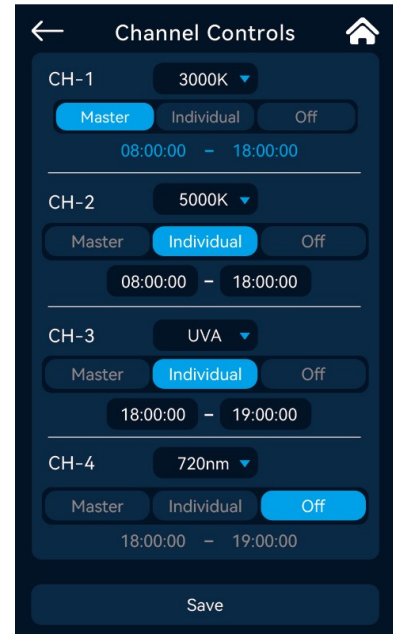 Channel Controls
CH-1 3000K
Master Individual Off
08:00:00 – 18:00:00
CH-2 5000K
Master Individual Off
08:00:00 – 18:00:00
CH-3 UVA
Master Individual Off
18:00:00 – 19:00:00
CH-4 720nm
Master Individual Off
18:00:00 – 19:00:00
Save